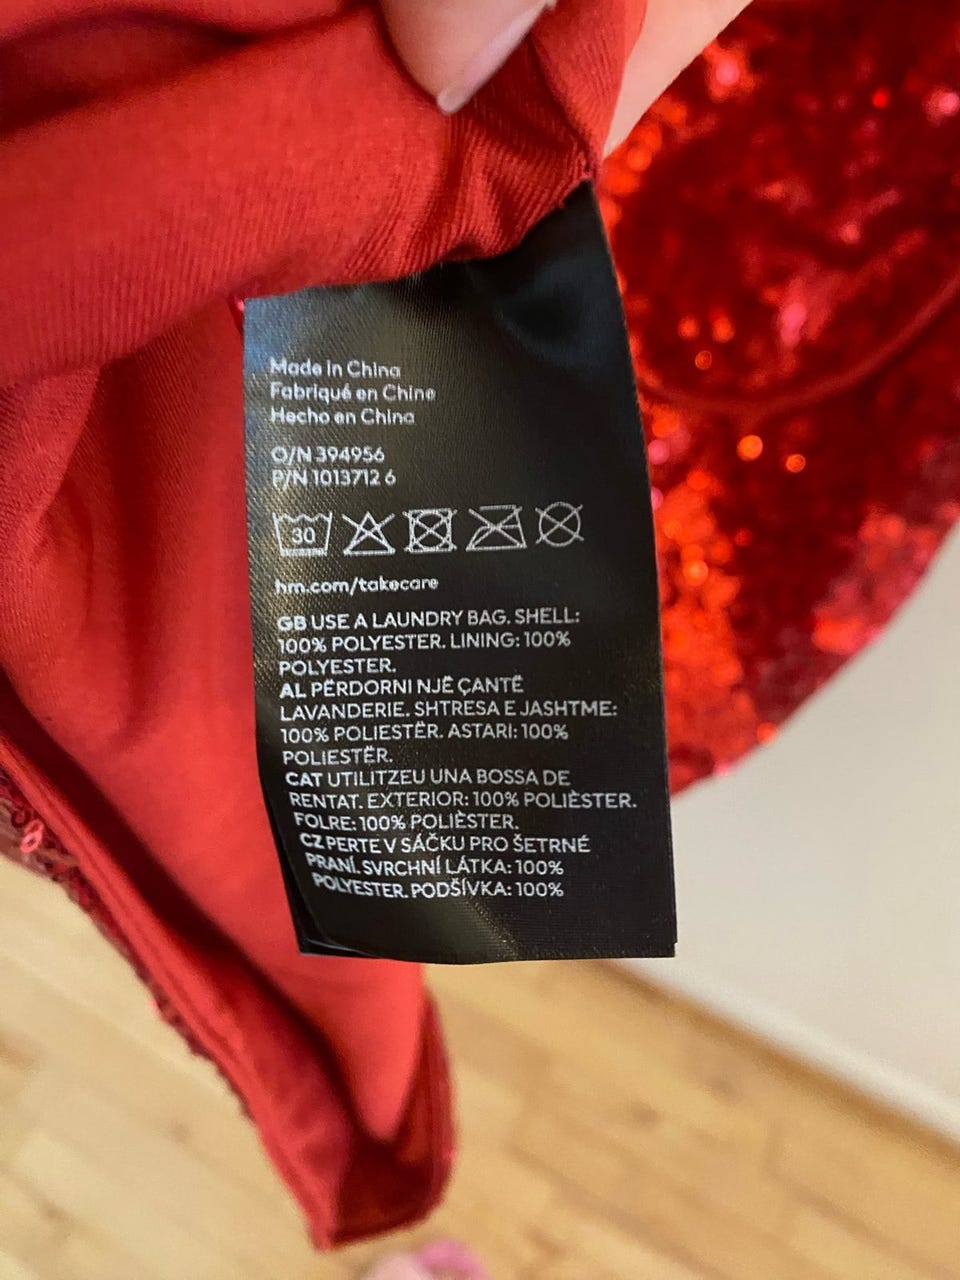 Made in China
Fabriqué en Chine
Hecho en China
O/N 394956
P/N 1013712 6
30
hm.com/takecare
GB USE A LAUNDRY BAG. SHELL:
100% POLYESTER. LINING: 100%
POLYESTER.
AL PËRDORNI NJË ÇANTË
LAVANDERIE. SHTRESA E JASHTME:
100% POLIESTËR. ASTARI: 100%
POLIESTËR.
CAT UTILITZEU UNA BOSSA DE
RENTAT. EXTERIOR: 100% POLIÈSTER.
FOLRE: 100% POLIÈSTER.
CZ PERTE V SÁČKU PRO ŠETRNÉ
PRANÍ. SVRCHNÍ LÁTKA: 100%
POLYESTER. PODŠÍVKA: 100%